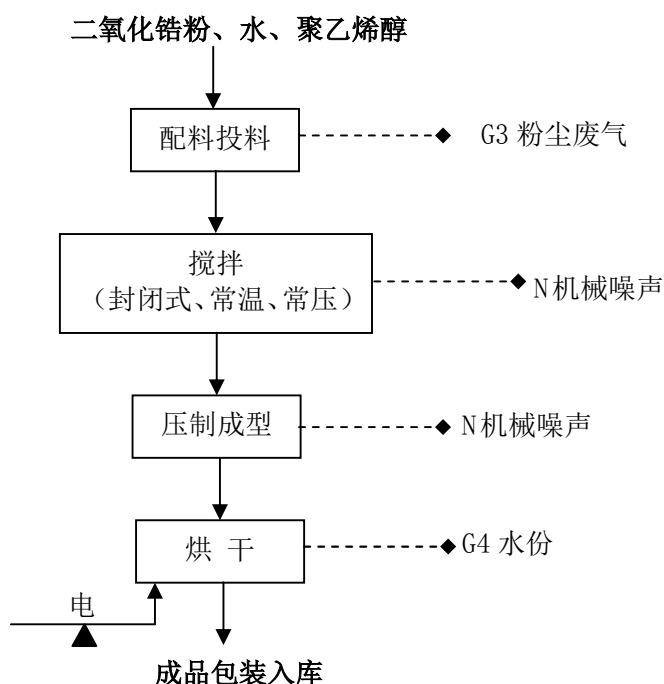 二氧化锆粉、水、聚乙烯醇
配料投料
G3 粉尘废气
搅拌
（封闭式、常温、常压）
N机械噪声
压制成型
N机械噪声
烘 干
G4 水份
电
成品包装入库